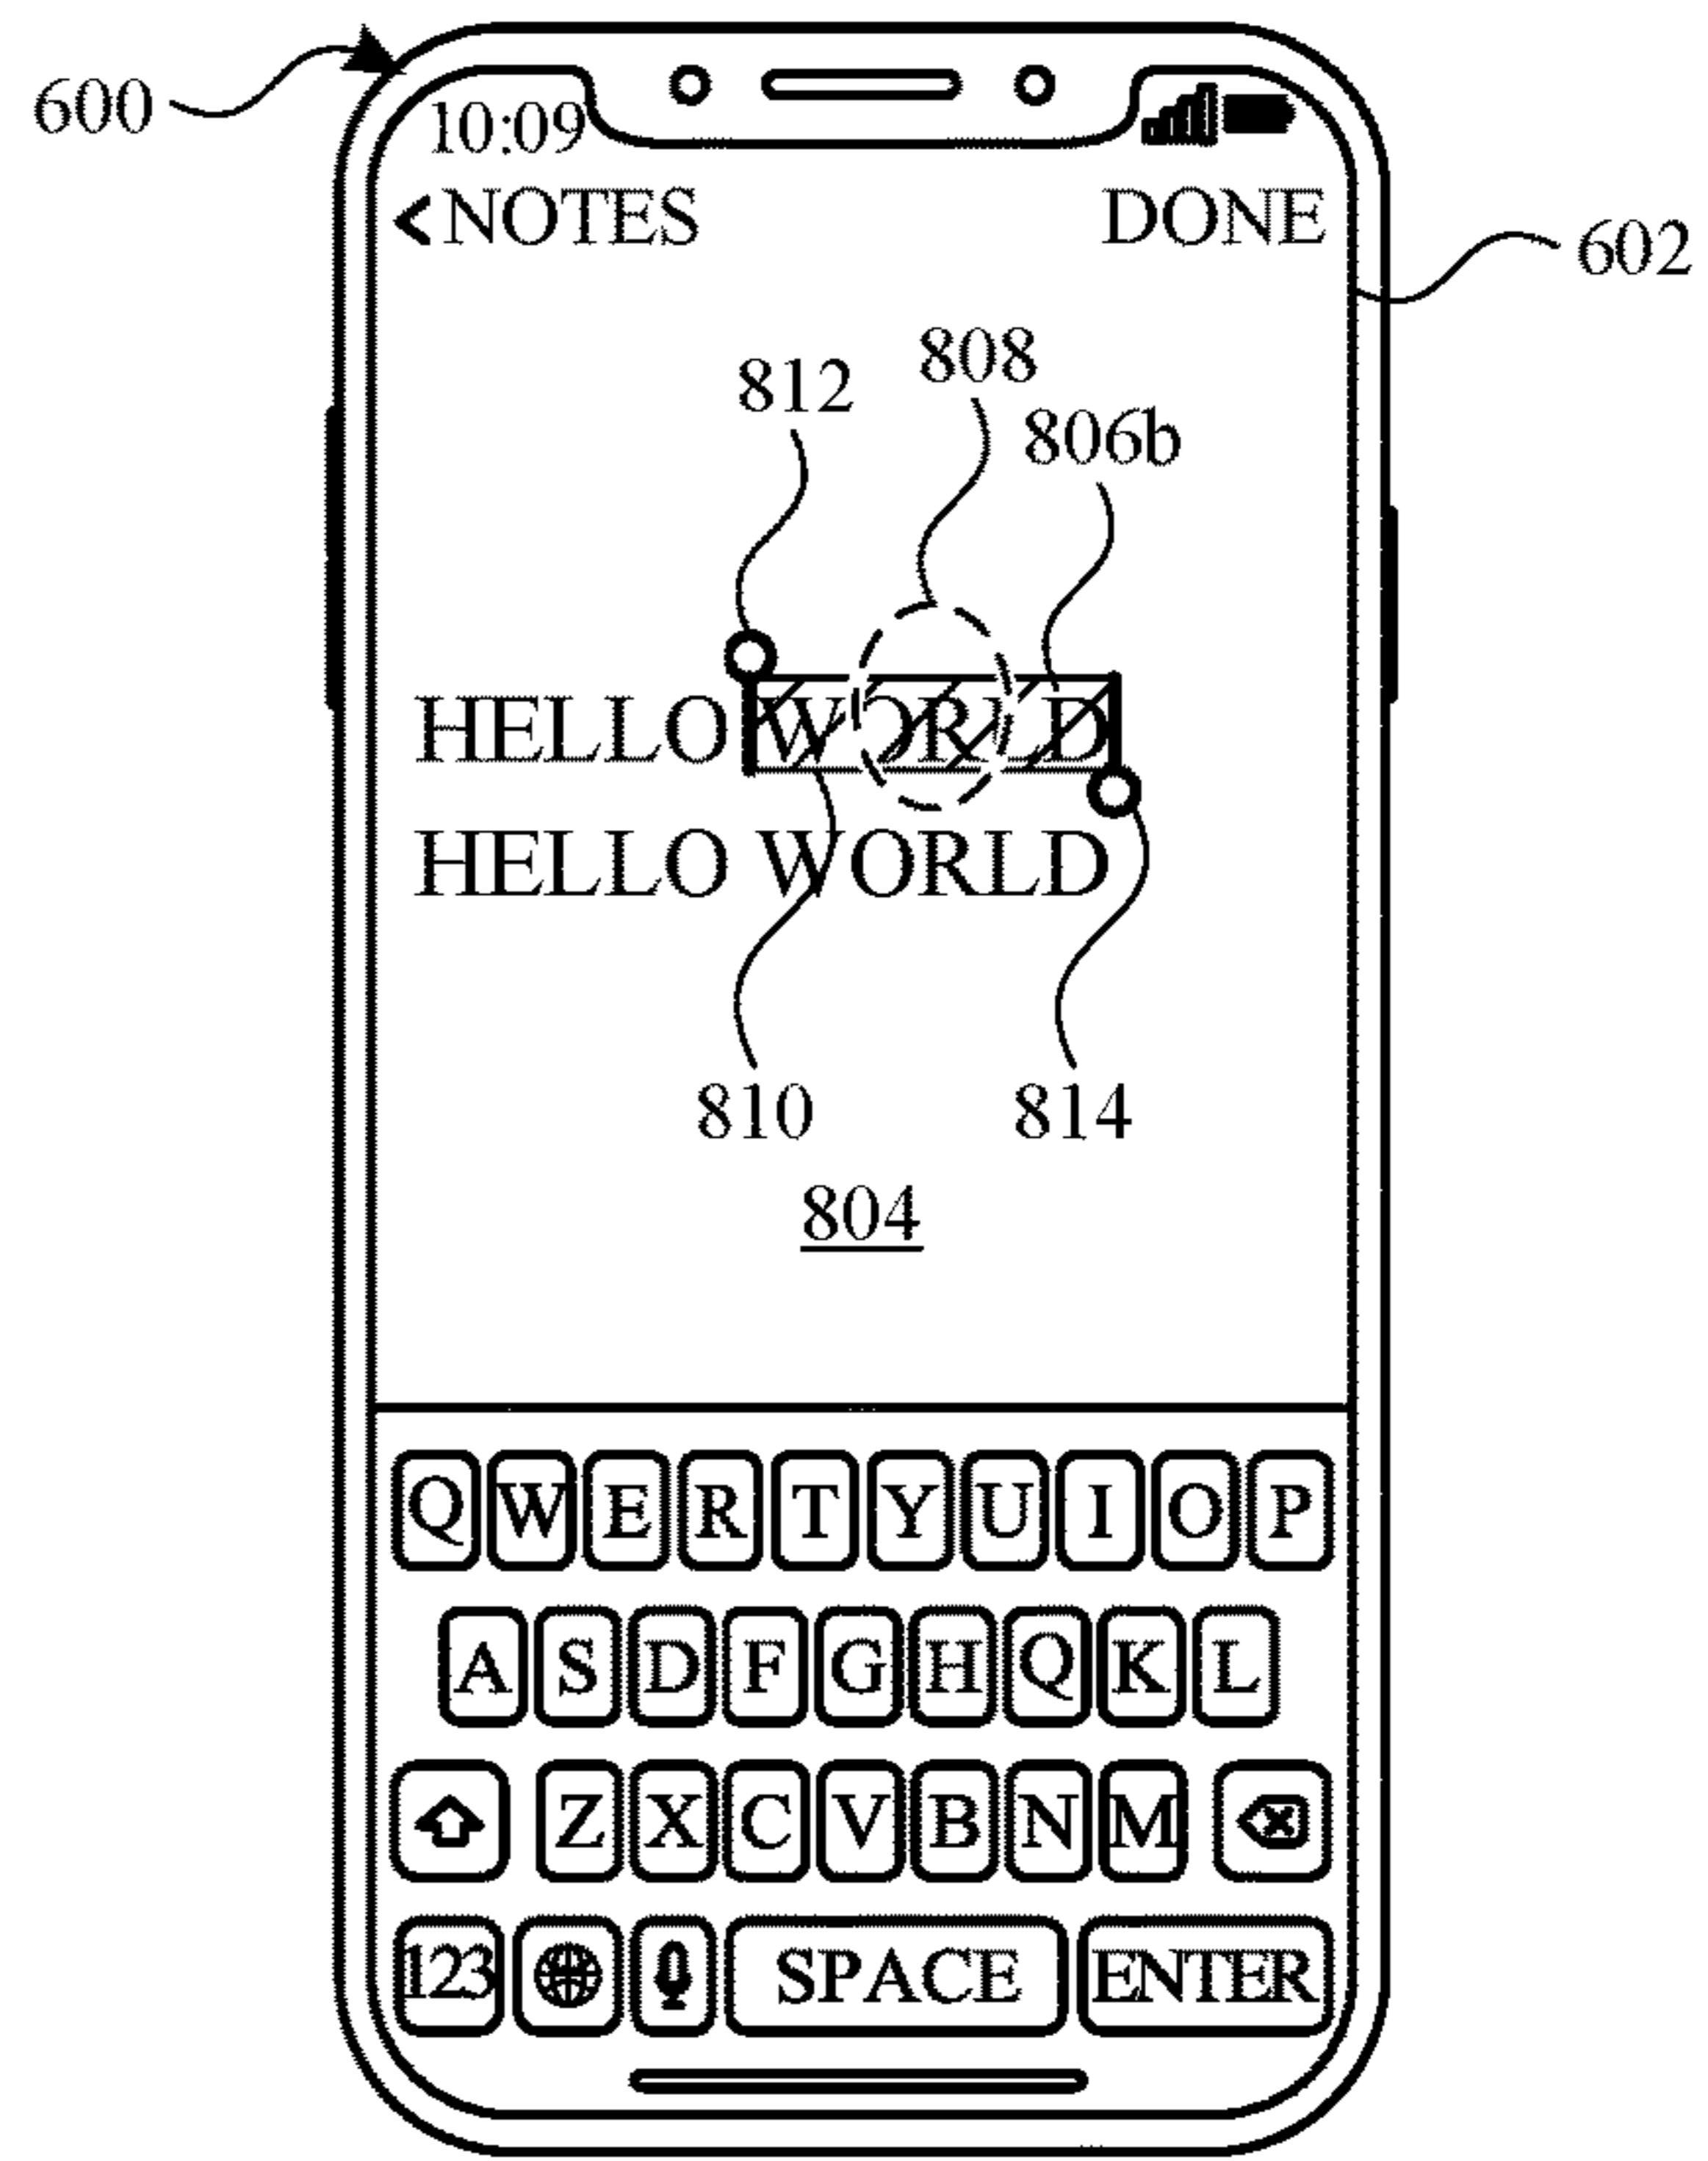 600
10:09
< NOTES DONE
602
812 808
806b
HELLO WORLD
HELLO WORLD
810 814
804
Q W E R T Y U I O P
A S D F G H Q K L
Z X C V B N M
123 SPACE ENTER